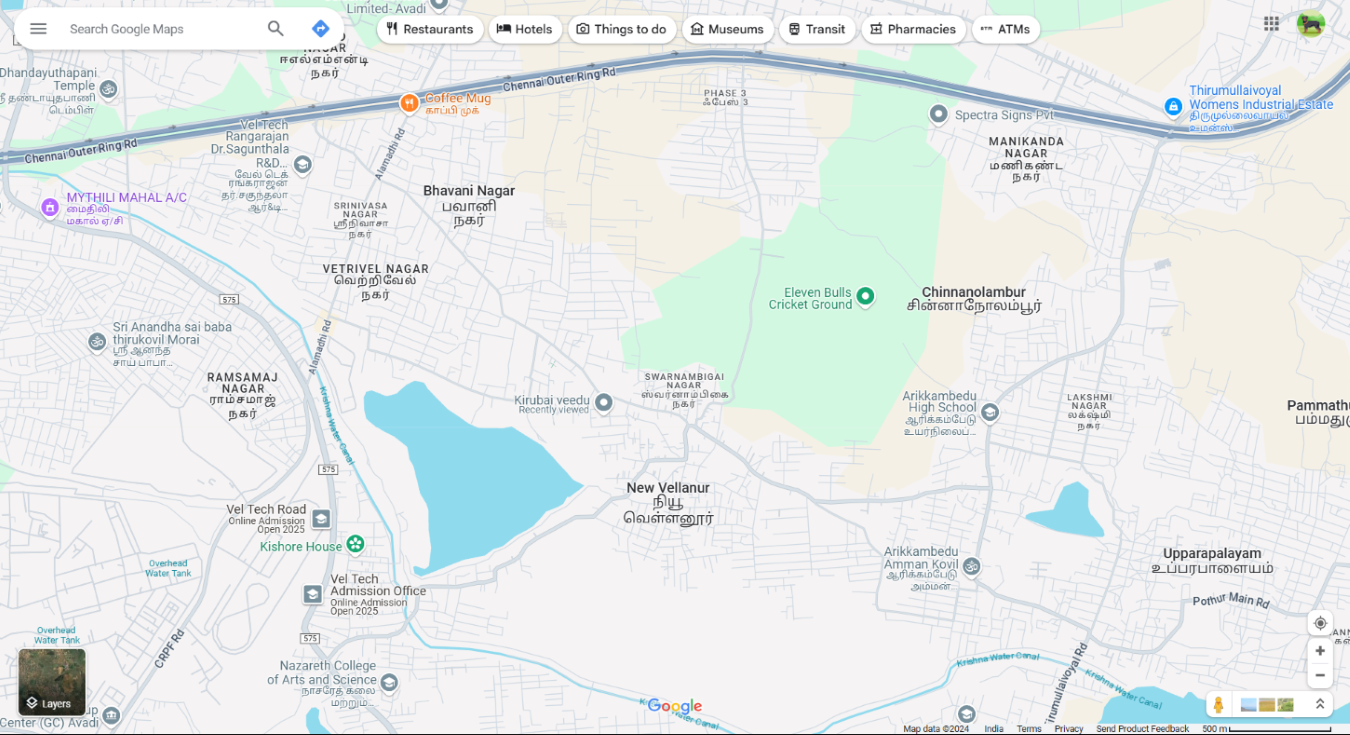 Limited- Avadi
Search Google Maps
Restaurants
Hotels
Things to do
Museums
Transit
Pharmacies
ATMs
NAGAR
ஈஎல்எம்என்டி
நகர்
Dhandayuthapani
Temple
ஸ்ரீ தண்டாயுதபாணி
டெம்பிள்
Chennai Outer Ring Rd
Coffee Mug
காப்பி முக்
PHASE 3
ஃபேஸ் 3
Spectra Signs Pvt
Thirumullaivoyal
Womens Industrial Estate
திருமுல்லைவாயல்
உமன்ஸ்
Vel Tech
Rangarajan
Dr.Sagunthala
R&D...
வேல் டெக்
ரங்கராஜன்
தர் சகுந்தலா
ஆர்&டி...
Chennai Outer Ring Rd
Alamadhi Rd
MANIKANDA
NAGAR
மணிகண்ட
நகர்
MYTHILI MAHAL A/C
மைதிலி
மகால் ஏ/சி
Bhavani Nagar
பவானி
நகர்
SRINIVASA
NAGAR
ஸ்ரீநிவாசா
நகர்
VETRIVEL NAGAR
வெற்றிவேல்
நகர்
575
Eleven Bulls
Cricket Ground
Chinnanolambur
சின்னாநோலம்பூர்
Sri Anandha sai baba
thirukovil Morai
ஸ்ரீ ஆனந்த
சாய் பாபா...
Alamadhi Rd
RAMSAMAJ
NAGAR
ராம்சமாஜ்
நகர்
SWARNAMBIGAI
NAGAR
ஸ்வர்னாம்பிகை
நகர்
Kirubai veedu
Recently viewed
Arikkambedu
High School
ஆரிக்கம்பேடு
உயர்நிலைப்...
LAKSHMI
NAGAR
லக்ஷ்மி
நகர்
Pammathu
பம்மது
Krishna Water Canal
575
New Vellanur
நியூ
வெள்ளனூர்
Vel Tech Road
Online Admission
Open 2025
Kishore House
Overhead
Water Tank
Vel Tech
Admission Office
Online Admission
Open 2025
Arikkambedu
Amman Kovil
ஆரிக்கம்பேடு
அம்மன்
Upparapalayam
உப்பரபாளையம்
Pothur Main Rd
Overhead
Water Tank
CRPF Rd
575
Nazareth College
of Arts and Science
நாசரேத் கலை
மற்றும்...
Krishna Water Canal
Krishna Water Canal
Layers
Center (GC) Avadi
Google
Map data ©2024
India
Terms
Privacy
Send Product Feedback
500 m